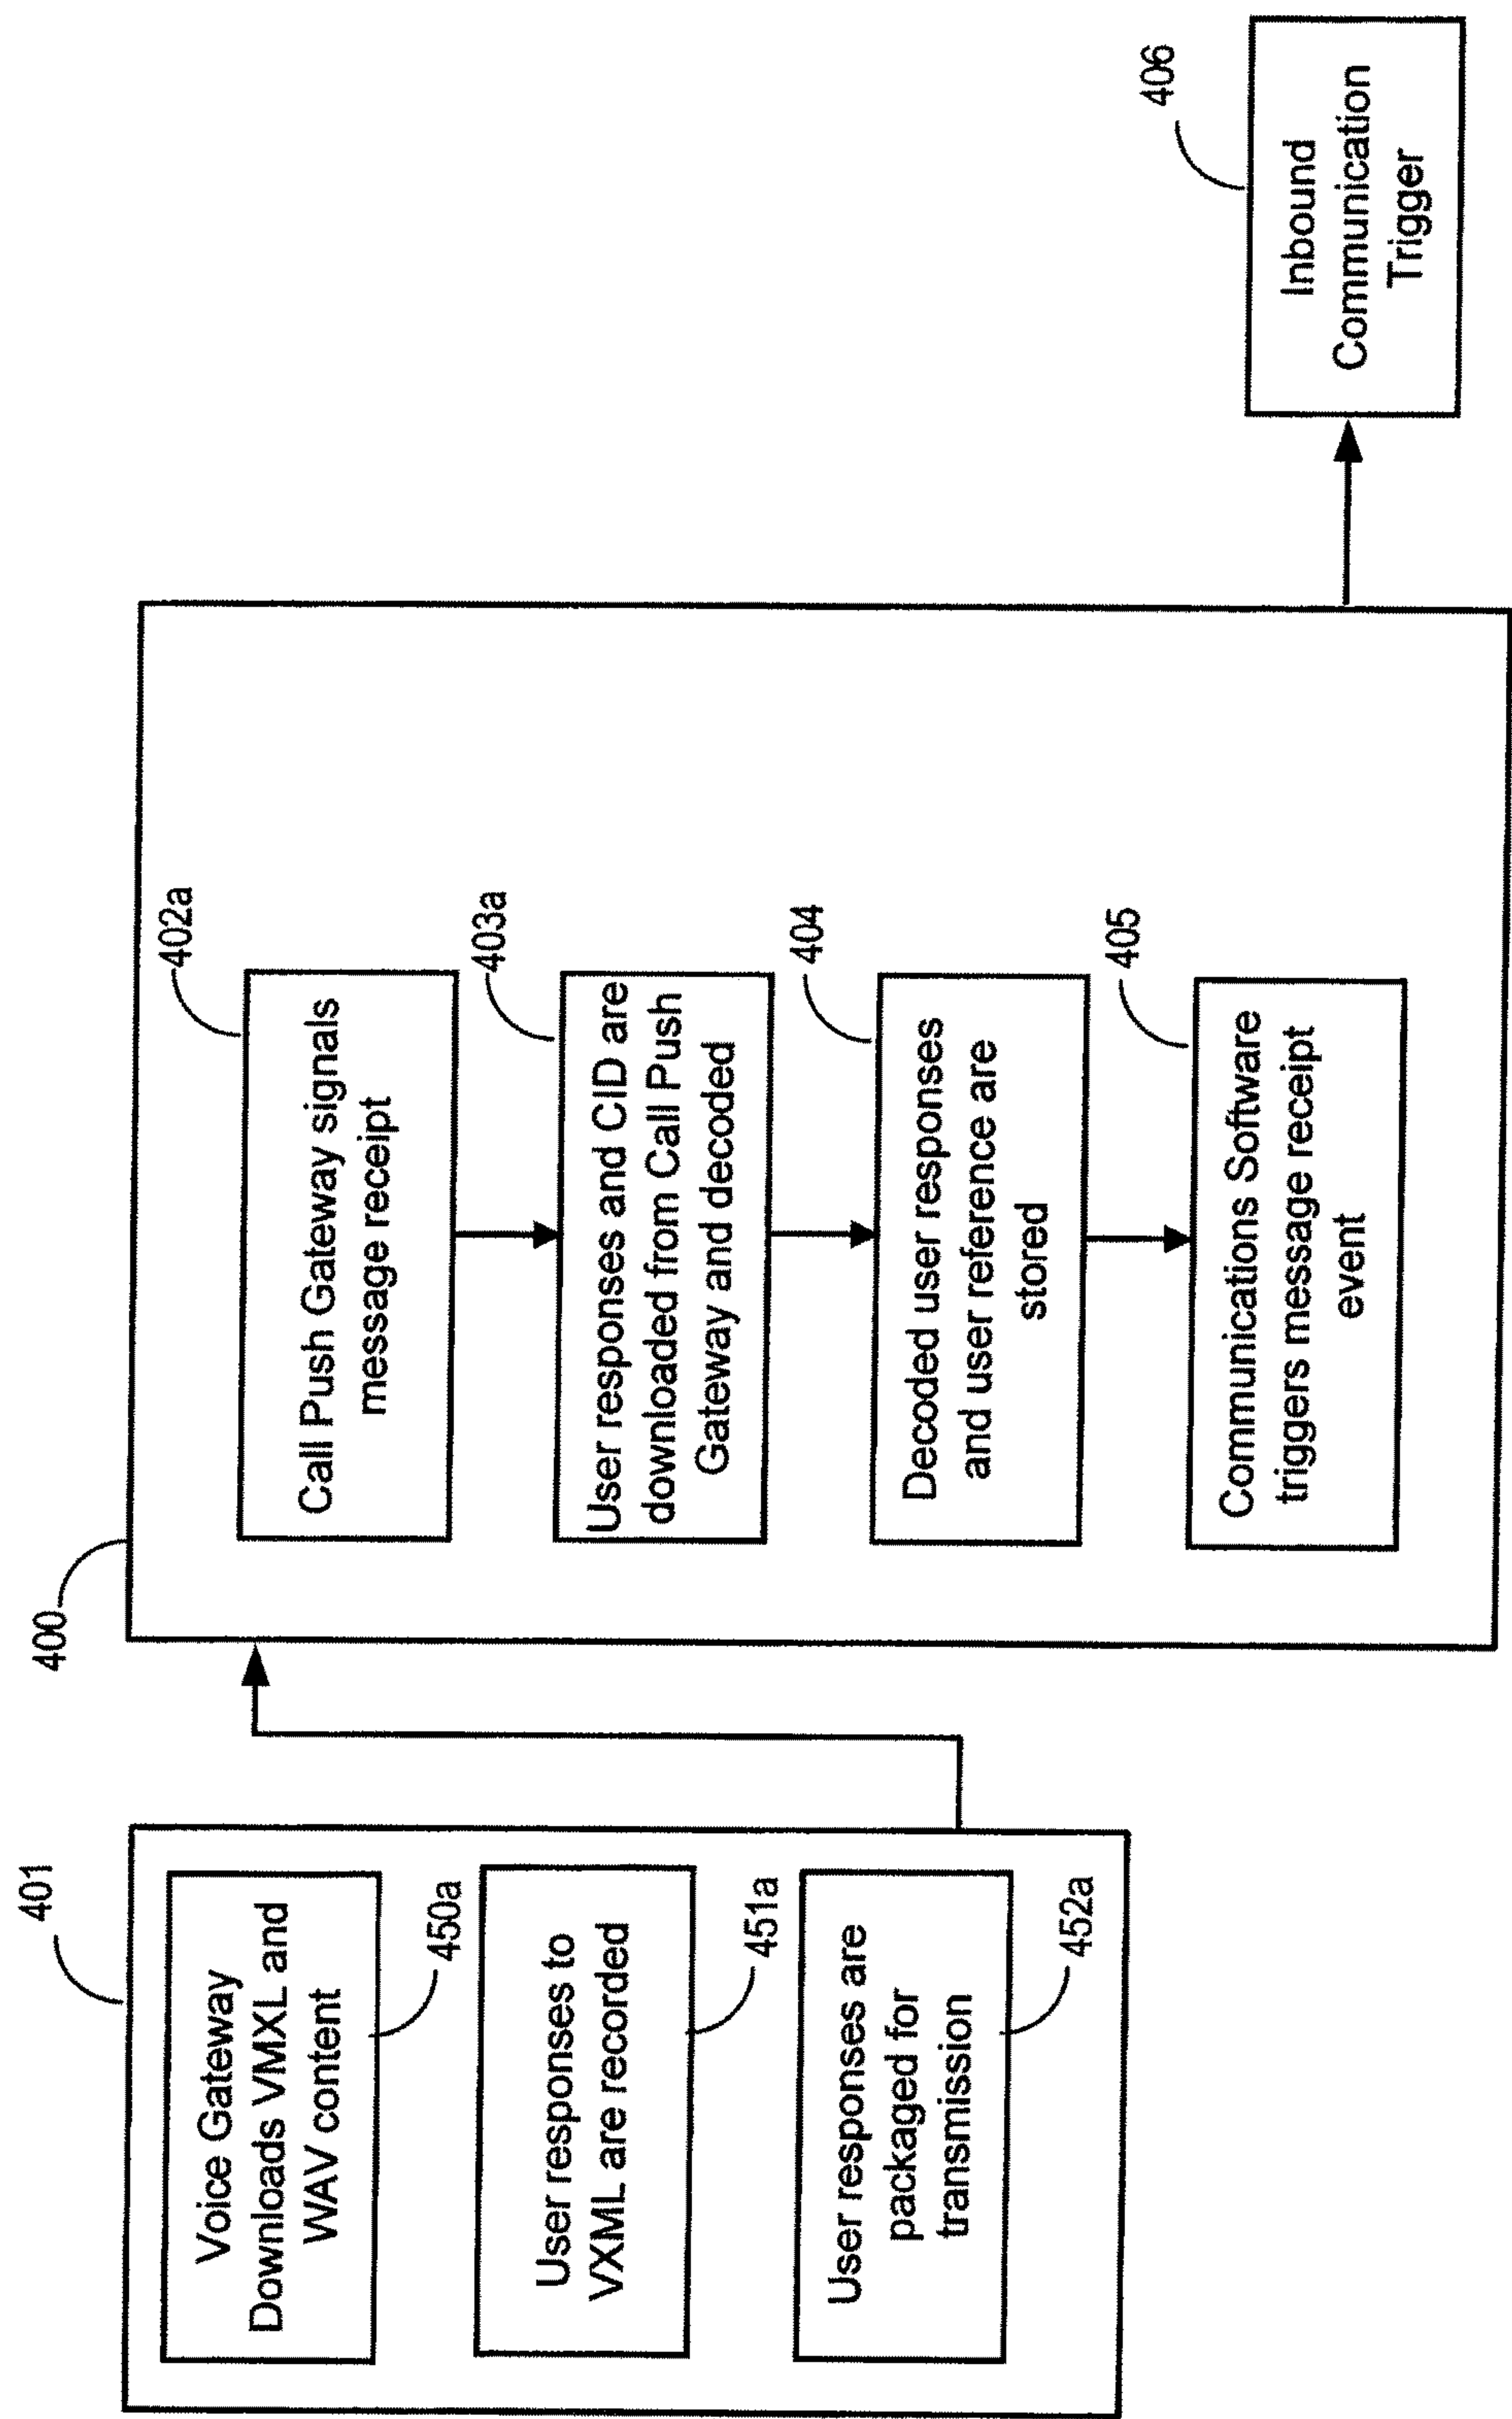 401
Voice Gateway
Downloads VMXL and
WAV content
450a
User responses to
VXML are recorded
451a
User responses are
packaged for
transmission
452a
400
402a
Call Push Gateway signals
message receipt
403a
User responses and CID are
downloaded from Call Push
Gateway and decoded
404
Decoded user responses
and user reference are
stored
405
Communications Software
triggers message receipt
event
406
Inbound
Communication
Trigger